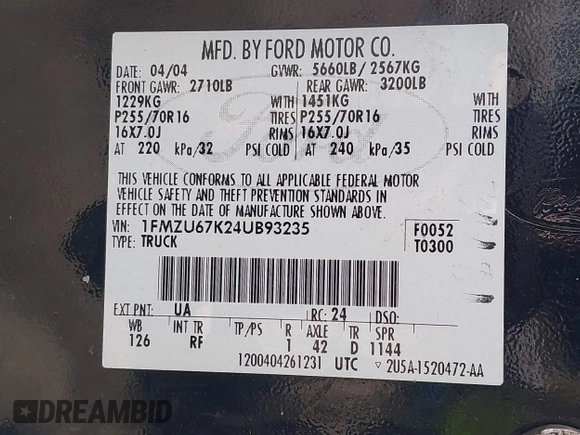 MFD. BY FORD MOTOR CO.
DATE: 04/04 GVWR: 5660LB/ 2567KG
FRONT GAWR: 2710LB REAR GAWR: 3200LB
1229KG WITH 1451KG WITH
P255/70R16 TIRES P255/70R16 TIRES
16X7.0J RIMS 16X7.0J RIMS
AT 220 kPa/32 PSI COLD AT 240 kPa/35 PSI COLD
THIS VEHICLE CONFORMS TO ALL APPLICABLE FEDERAL MOTOR
VEHICLE SAFETY AND THEFT PREVENTION STANDARDS IN
EFFECT ON THE DATE OF MANUFACTURE SHOWN ABOVE.
VIN: 1FMZU67K24UB93235 F0052
TYPE: TRUCK T0300
EXT PNT: UA RC: 24 DSO:
WB INT TR TP/PS R AXLE TR SPR
126 RF 1 42 D 1144
1200404261231 UTC 2U5A-1520472-AA
Ford
DREAMBID